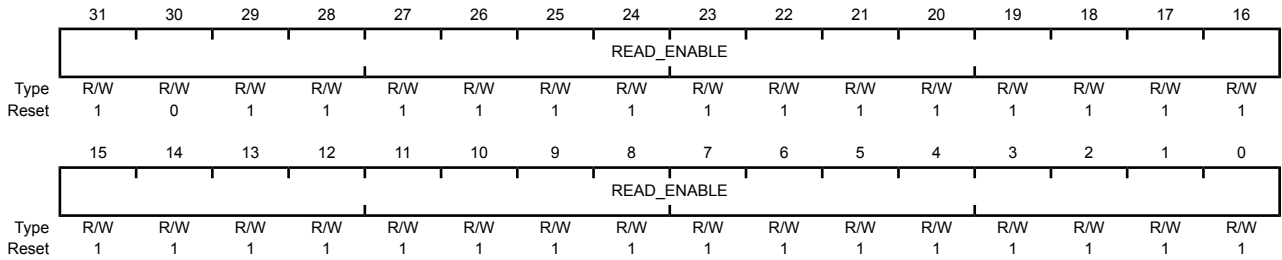 31 30 29 28 27 26 25 24 23 22 21 20 19 18 17 16
READ_ENABLE
Type R/W R/W R/W R/W R/W R/W R/W R/W R/W R/W R/W R/W R/W R/W R/W R/W
Reset 1 0 1 1 1 1 1 1 1 1 1 1 1 1 1 1
15 14 13 12 11 10 9 8 7 6 5 4 3 2 1 0
READ_ENABLE
Type R/W R/W R/W R/W R/W R/W R/W R/W R/W R/W R/W R/W R/W R/W R/W R/W
Reset 1 1 1 1 1 1 1 1 1 1 1 1 1 1 1 1